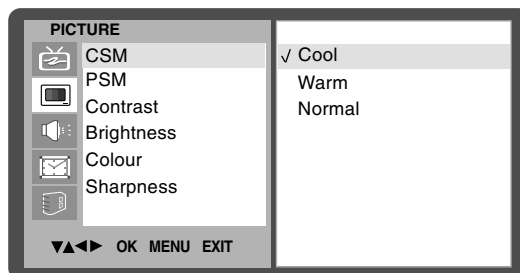 PICTURE
CSM
PSM
Contrast
Brightness
Colour
Sharpness
▼▲◀▶ OK MENU EXIT
√ Cool
Warm
Normal